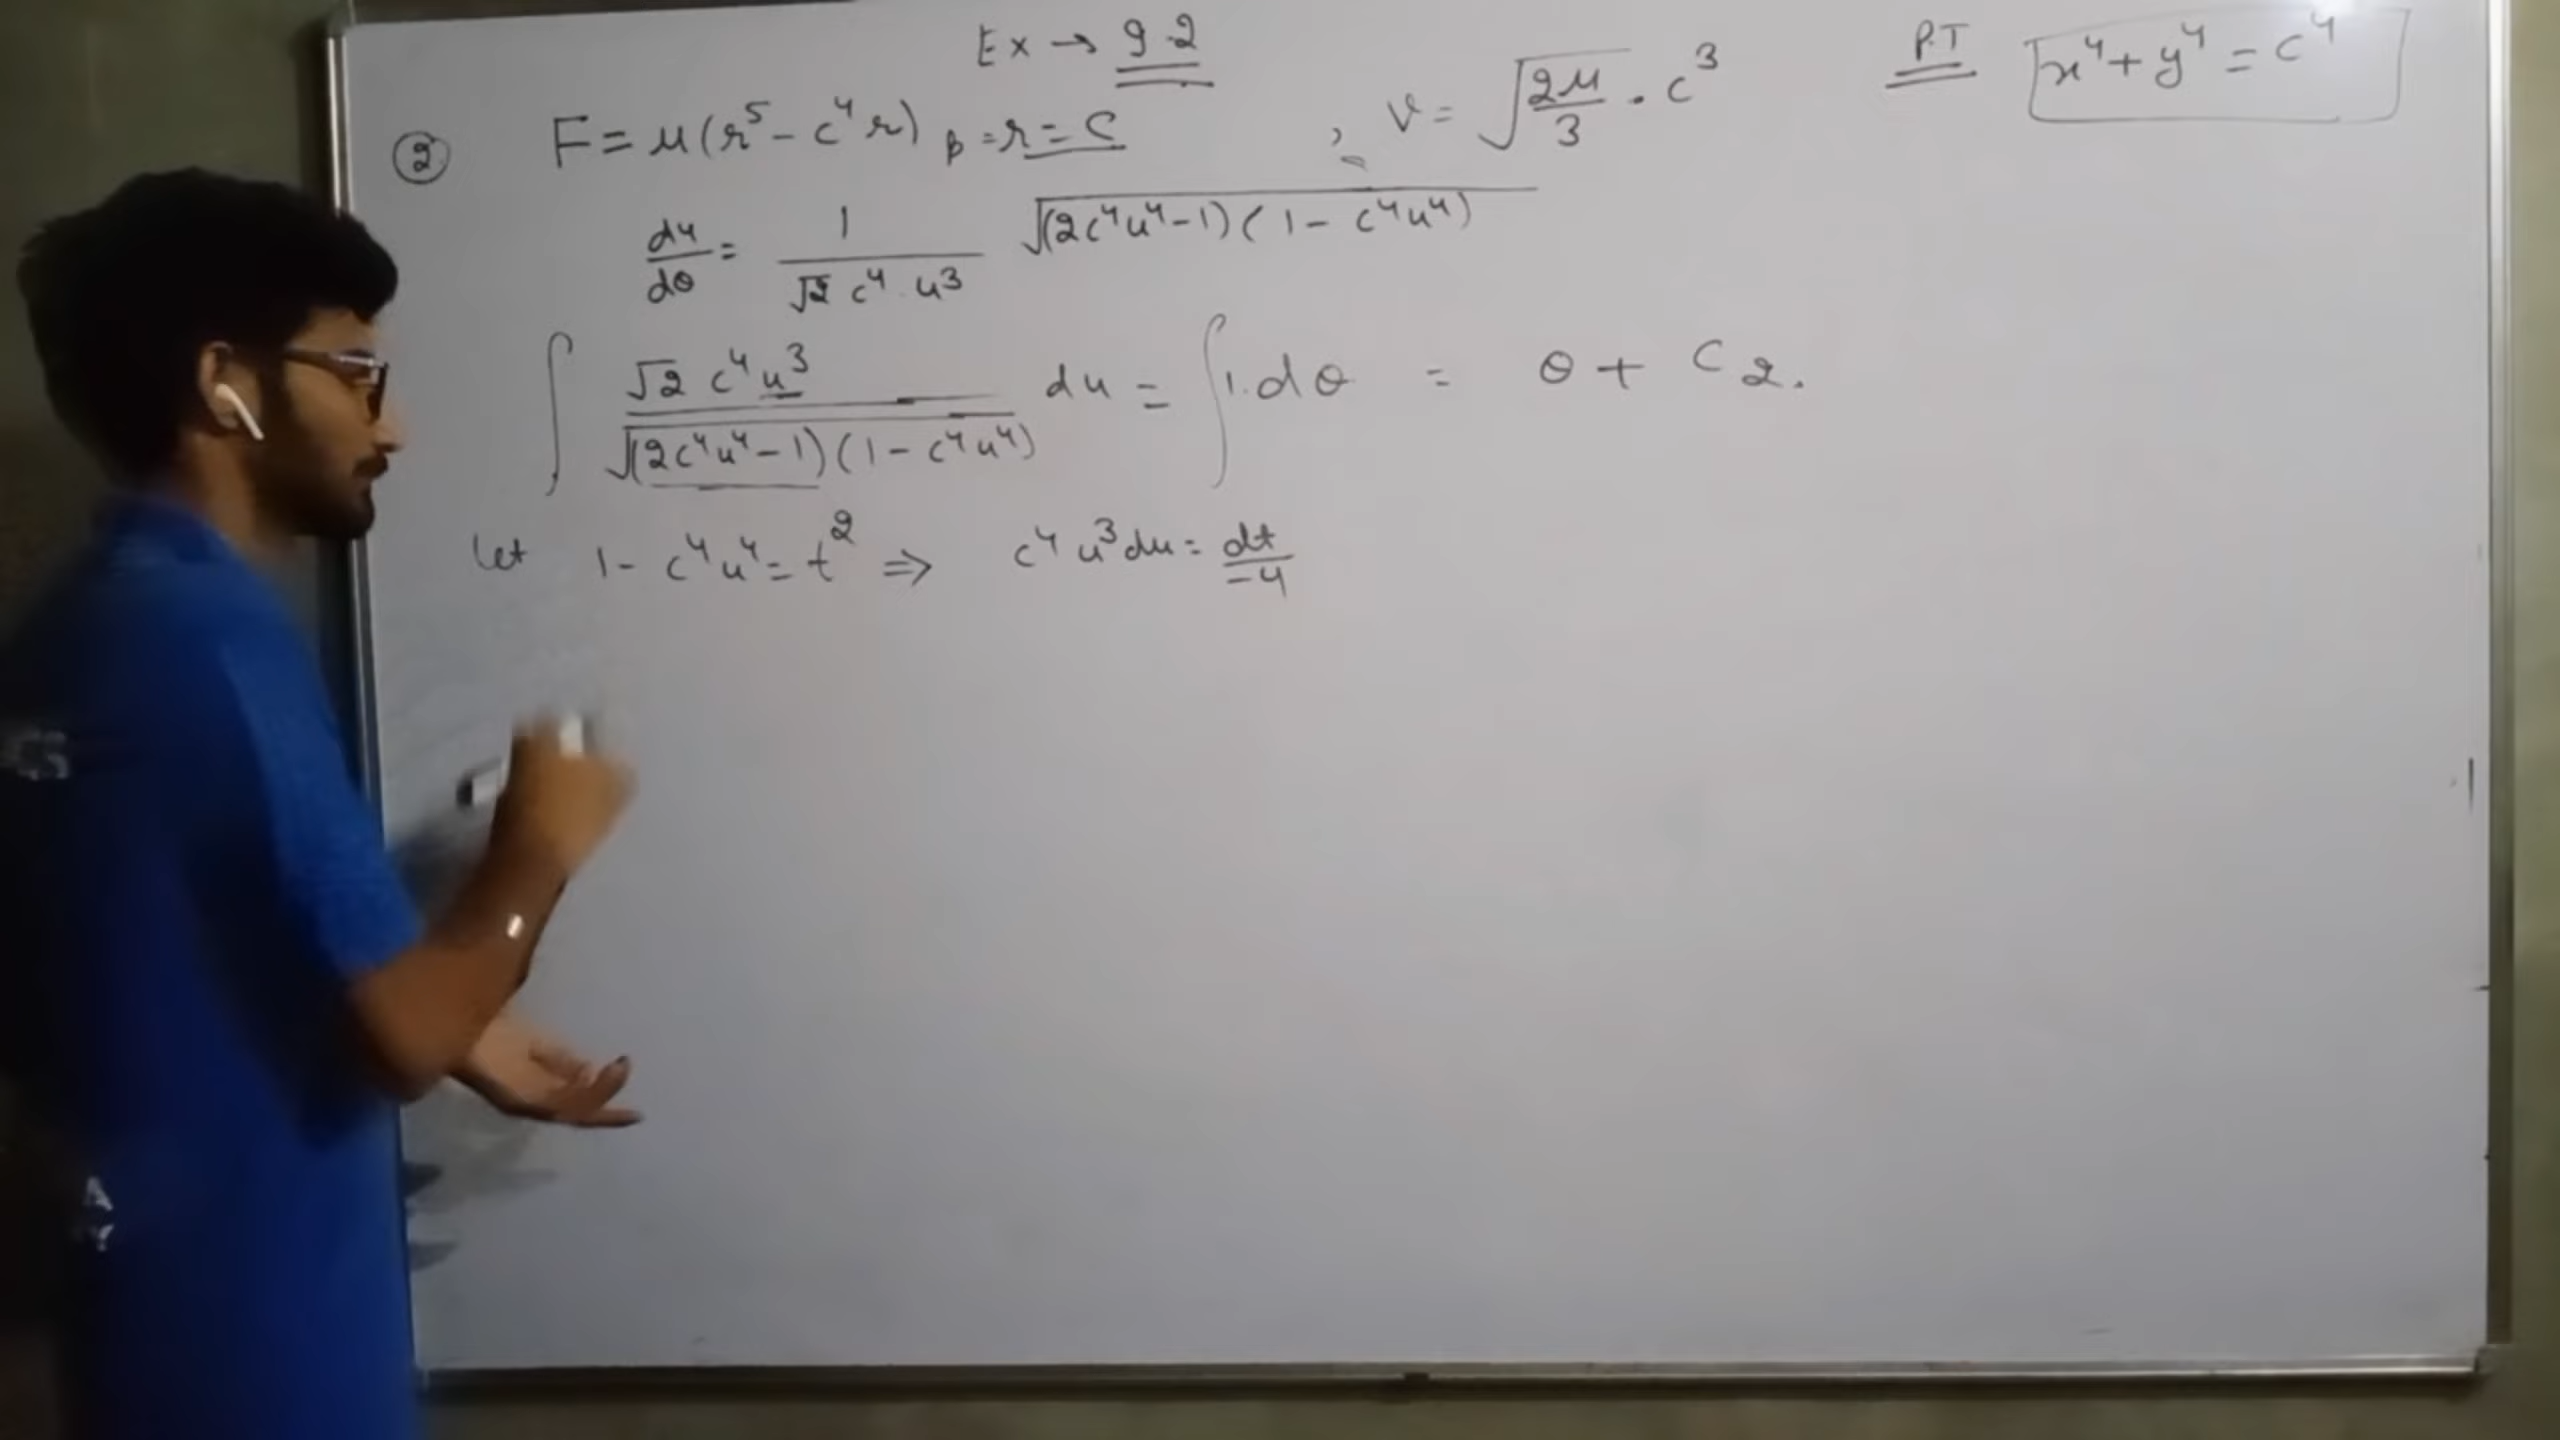 Ex → 9.2
② F = μ(r⁵ - c⁴r) p = r = c , v = √(2μ/3) . c³ P.T x⁴ + y⁴ = c⁴
du/dθ = 1/(√2 c⁴ . u³) √((2c⁴u⁴-1)(1 - c⁴u⁴)
∫ √2 c⁴u³/√((2c⁴u⁴-1)(1 - c⁴u⁴) du = ∫1.dθ = θ + C₂.
let 1 - c⁴u⁴ = t² ⇒ c⁴u³du = dt/-4
A
Y